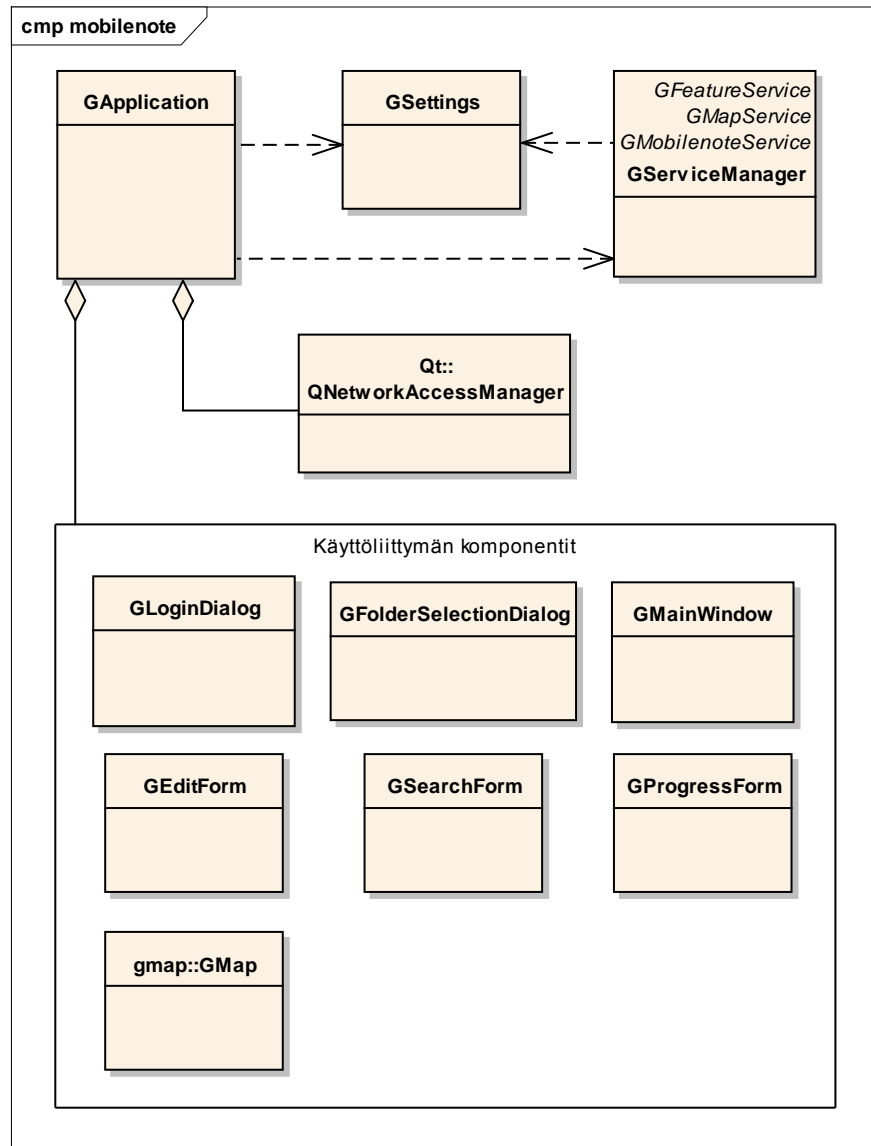 cmp mobilenote
GApplication
GSettings
GFeatureService
GMapService
GMobilenoteService
GServiceManager
Qt::
QNetworkAccessManager
Käyttöliittymän komponentit
GLoginDialog
GFolderSelectionDialog
GMainWindow
GEditForm
GSearchForm
GProgressForm
gmap::GMap